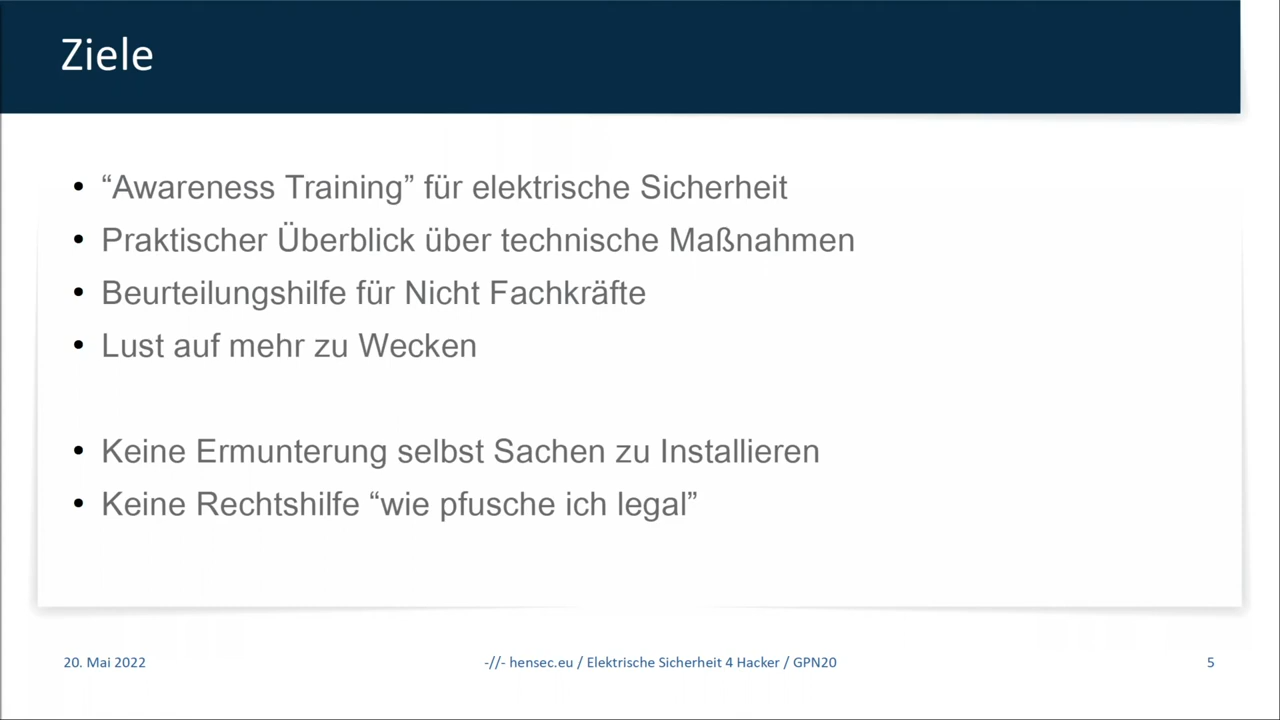 Ziele
• “Awareness Training” für elektrische Sicherheit
• Praktischer Überblick über technische Maßnahmen
• Beurteilungshilfe für Nicht Fachkräfte
• Lust auf mehr zu Wecken
• Keine Ermunterung selbst Sachen zu Installieren
• Keine Rechtshilfe “wie pfusche ich legal”
20. Mai 2022
-//- hensec.eu / Elektrische Sicherheit 4 Hacker / GPN20
5